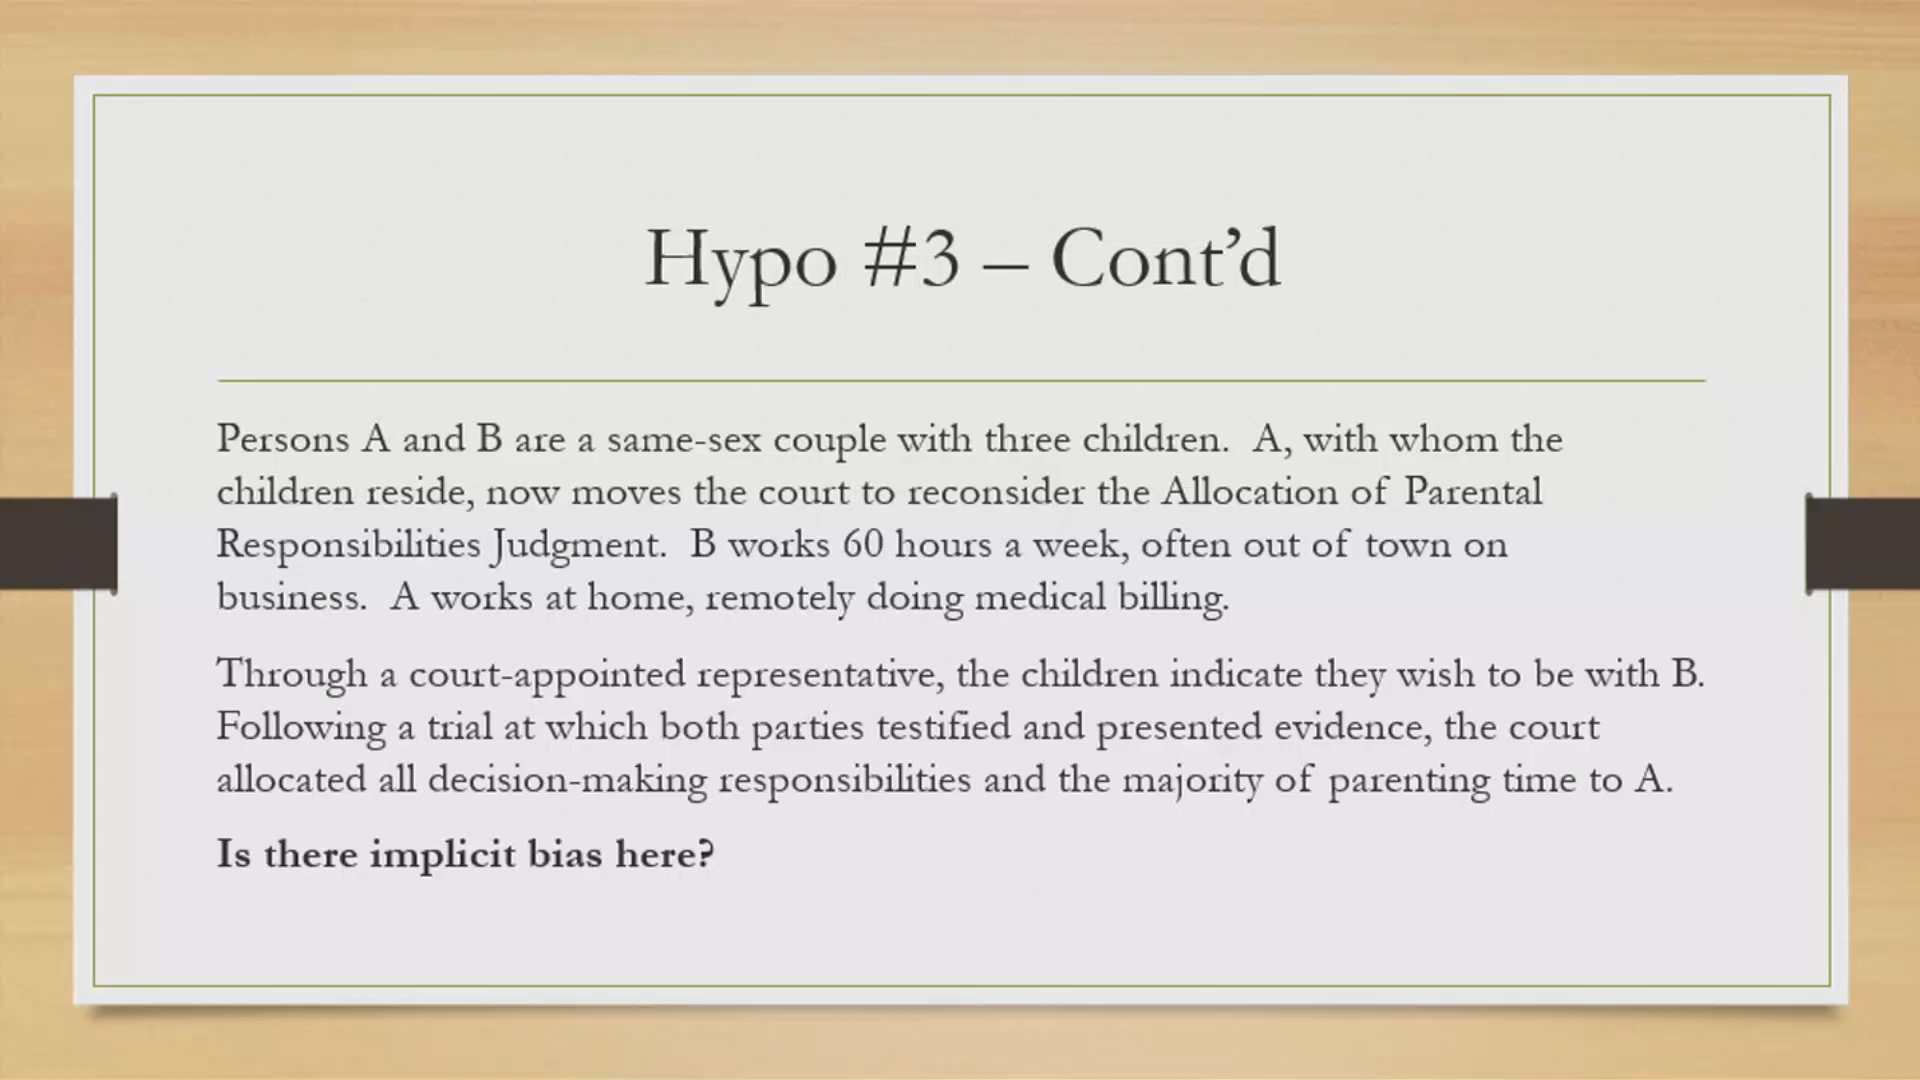 Hypo #3 – Cont’d
Persons A and B are a same-sex couple with three children.  A, with whom the
children reside, now moves the court to reconsider the Allocation of Parental
Responsibilities Judgment.  B works 60 hours a week, often out of town on
business.  A works at home, remotely doing medical billing.
Through a court-appointed representative, the children indicate they wish to be with B.
Following a trial at which both parties testified and presented evidence, the court
allocated all decision-making responsibilities and the majority of parenting time to A.
Is there implicit bias here?